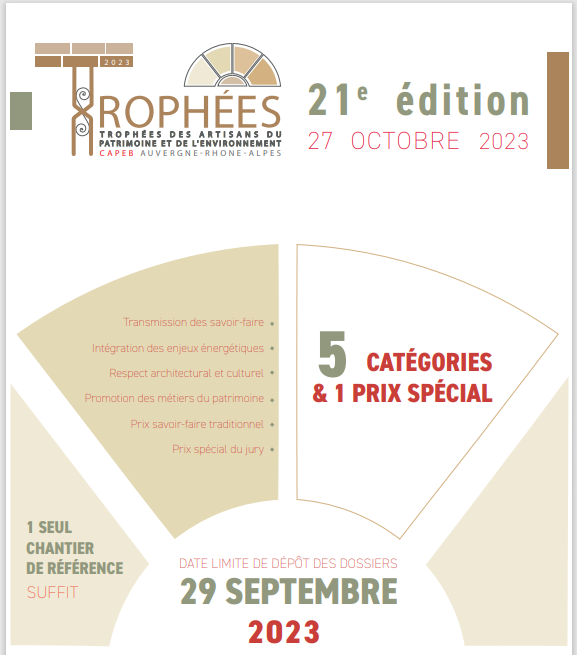 2023
TROPHÉES
TROPHÉES DES ARTISANS DU
PATRIMOINE ET DE L'ENVIRONNEMENT
CAPEB AUVERGNE-RHONE-ALPES
21e édition
27 OCTOBRE 2023
Transmission des savoir-faire
Intégration des enjeux énergétiques
Respect architectural et culturel
Promotion des métiers du patrimoine
Prix savoir-faire traditionnel
Prix spécial du jury
5 CATÉGORIES
& 1 PRIX SPÉCIAL
1 SEUL
CHANTIER
DE RÉFÉRENCE
SUFFIT
DATE LIMITE DE DÉPÔT DES DOSSIERS
29 SEPTEMBRE
2023